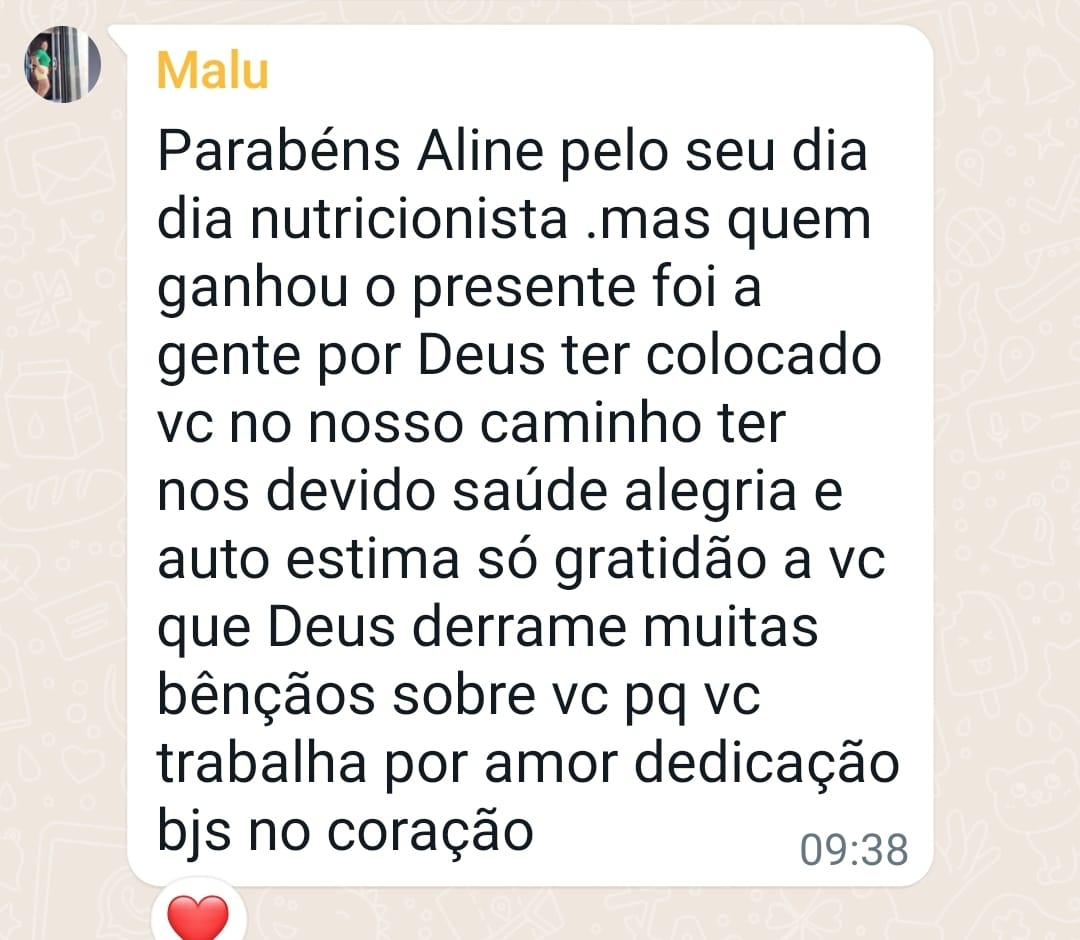 Malu
Parabéns Aline pelo seu dia
dia nutricionista .mas quem
ganhou o presente foi a
gente por Deus ter colocado
vc no nosso caminho ter
nos devido saúde alegria e
auto estima só gratidão a vc
que Deus derrame muitas
bênçãos sobre vc pq vc
trabalha por amor dedicação
bjs no coração
09:38